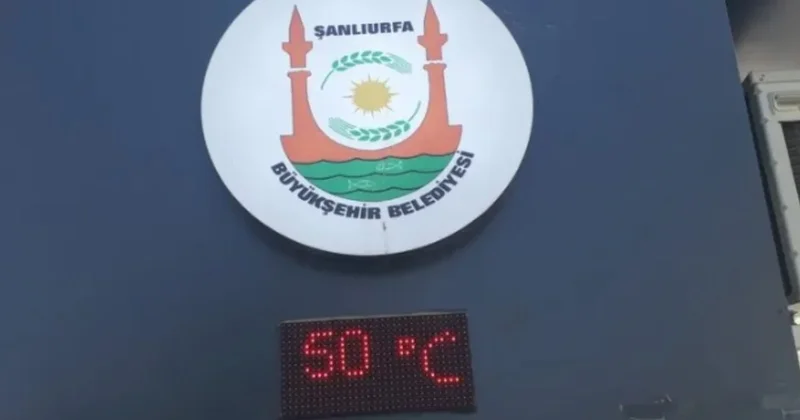 ŞANLIURFA
BÜYÜKŞEHİR BELEDİYESİ
50 °C